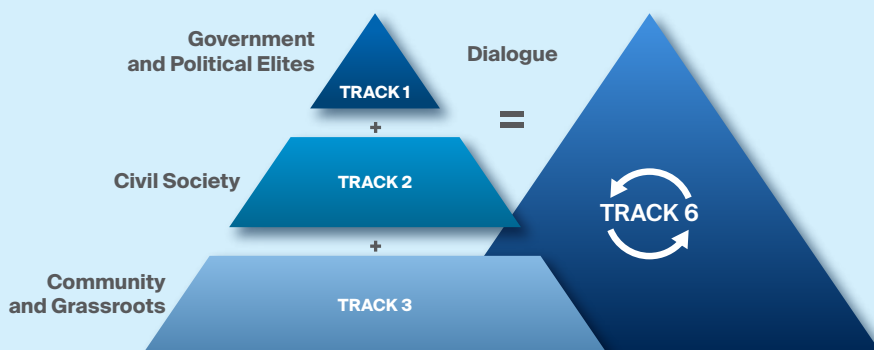 Government
and Political Elites
Dialogue
TRACK 1
+
=
Civil Society
TRACK 2
TRACK 6
+
Community
and Grassroots
TRACK 3